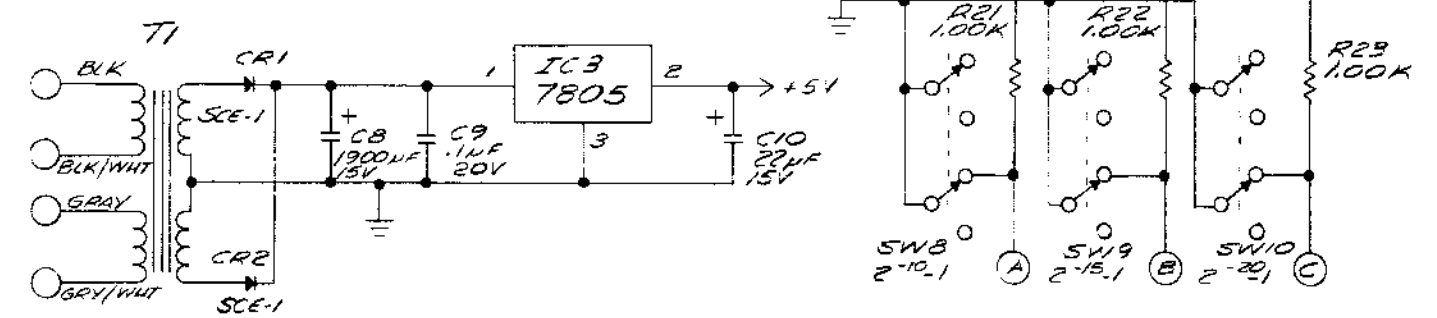 T1
BLK
BLK/WHT
GRAY
GRY/WHT
CR1
SCE-1
CR2
SCE-1
+
C8
1900µF
15V
C9
.1µF
20V
1
IC3
7805
2
3
+5V
+
C10
22µF
15V
R21
1.00K
R22
1.00K
R23
1.00K
SW8
2⁻¹⁰-1
A
SW9
2⁻¹⁵-1
B
SW10
2⁻²⁰-1
C